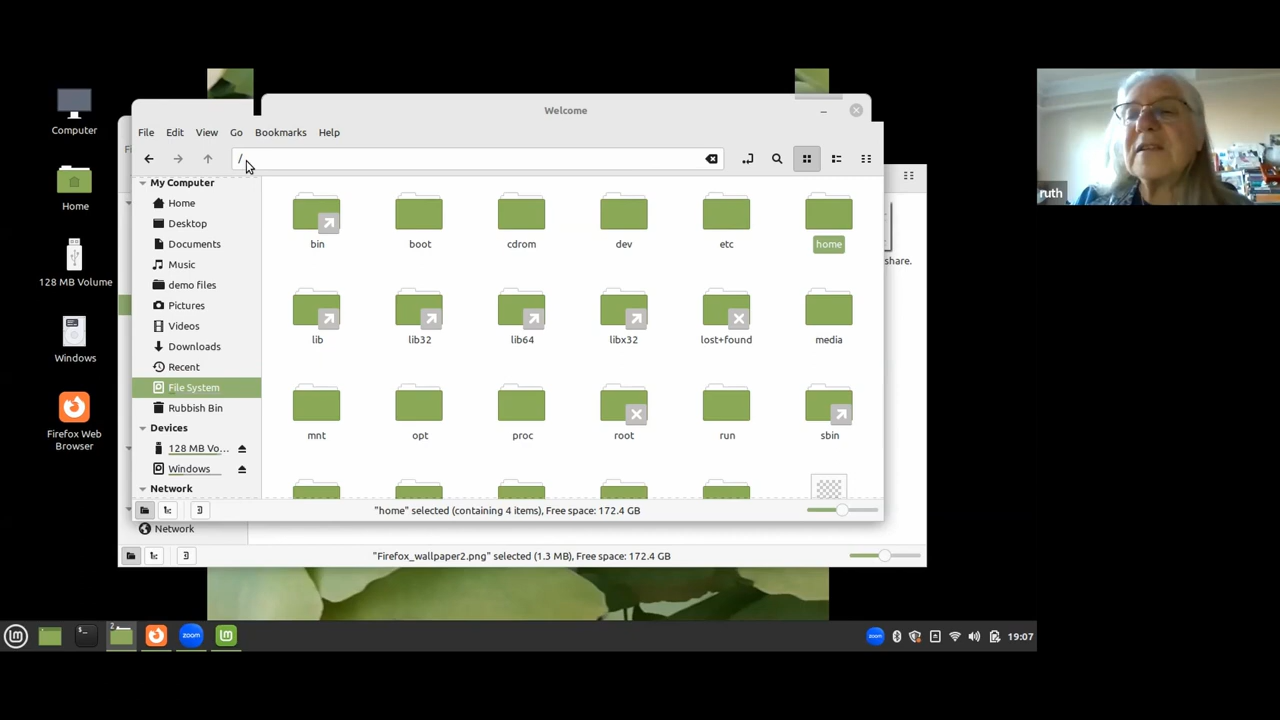 Welcome
File Edit View Go Bookmarks Help
/
My Computer
Home
Desktop
Documents
Music
demo files
Pictures
Videos
Downloads
Recent
File System
Rubbish Bin
Devices
128 MB Vo...
Windows
Network
bin boot cdrom dev etc home
lib lib32 lib64 libx32 lost+found media
mnt opt proc root run sbin
"home" selected (containing 4 items), Free space: 172.4 GB
share.
Network
"Firefox_wallpaper2.png" selected (1.3 MB), Free space: 172.4 GB
Computer
Home
128 MB Volume
Windows
Firefox Web
Browser
zoom
zoom
19:07
ruth